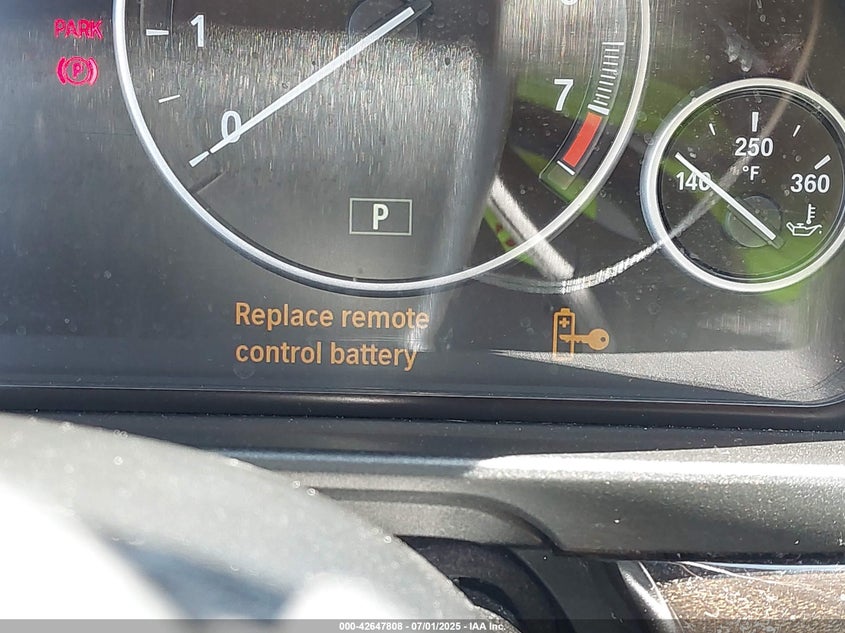 PARK
1
P
0
7
P
250
°F
140
360
Replace remote
control battery
000-42647808 - 07/01/2025 - IAA Inc.